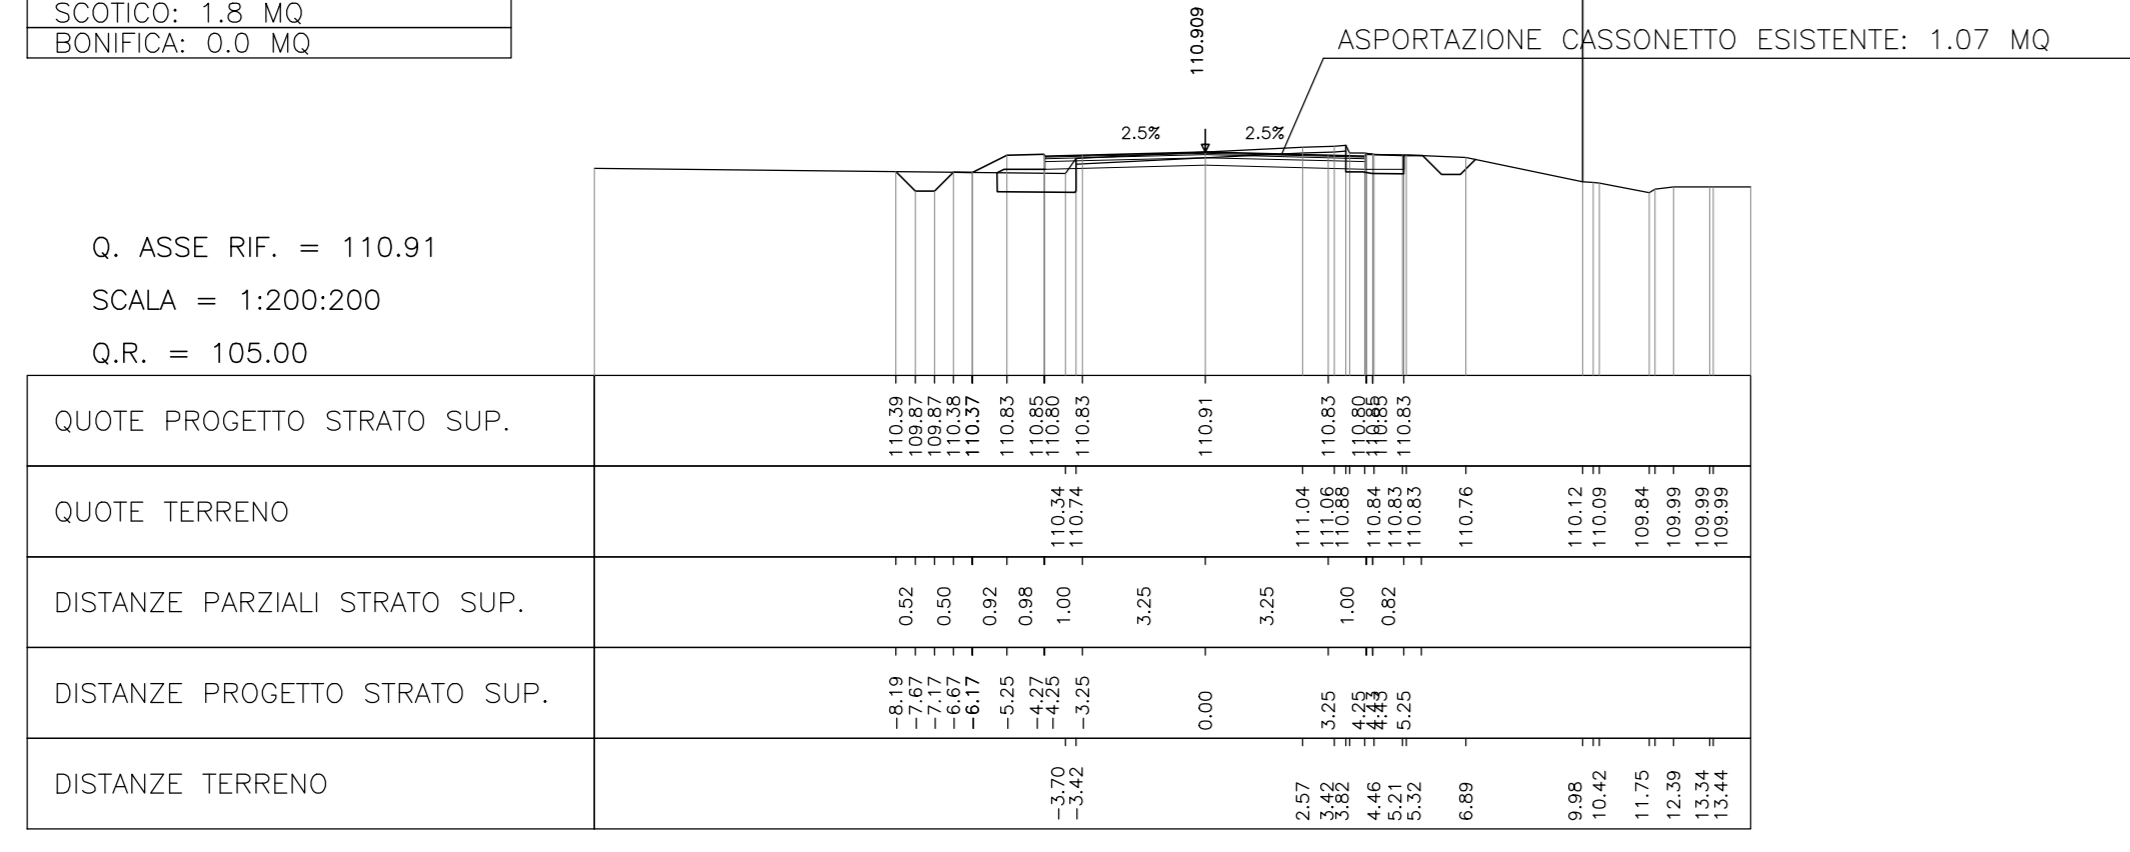 SCOTICO: 1.8 MQ
BONIFICA: 0.0 MQ
110.909
ASPORTAZIONE CASSONETTO ESISTENTE: 1.07 MQ
2.5% 2.5%
Q. ASSE RIF. = 110.91
SCALA = 1:200:200
Q.R. = 105.00
QUOTE PROGETTO STRATO SUP. 110.39 109.87 109.87 110.38 110.37 110.83 110.85 110.80 110.83 110.91 110.83 110.80 110.83
QUOTE TERRENO 110.34 110.74 111.04 111.06 110.88 110.84 110.83 110.83 110.76 110.12 110.09 109.84 109.99 109.99 109.99
DISTANZE PARZIALI STRATO SUP. 0.52 0.50 0.92 0.98 1.00 3.25 3.25 1.00 0.82
DISTANZE PROGETTO STRATO SUP. -8.19 -7.67 -7.17 -6.67 -6.17 -5.25 -4.27 -4.25 -3.25 0.00 3.25 4.25 5.25
DISTANZE TERRENO -3.70 -3.42 2.57 3.42 3.82 4.46 5.21 5.32 6.89 9.98 10.42 11.75 12.39 13.34 13.44